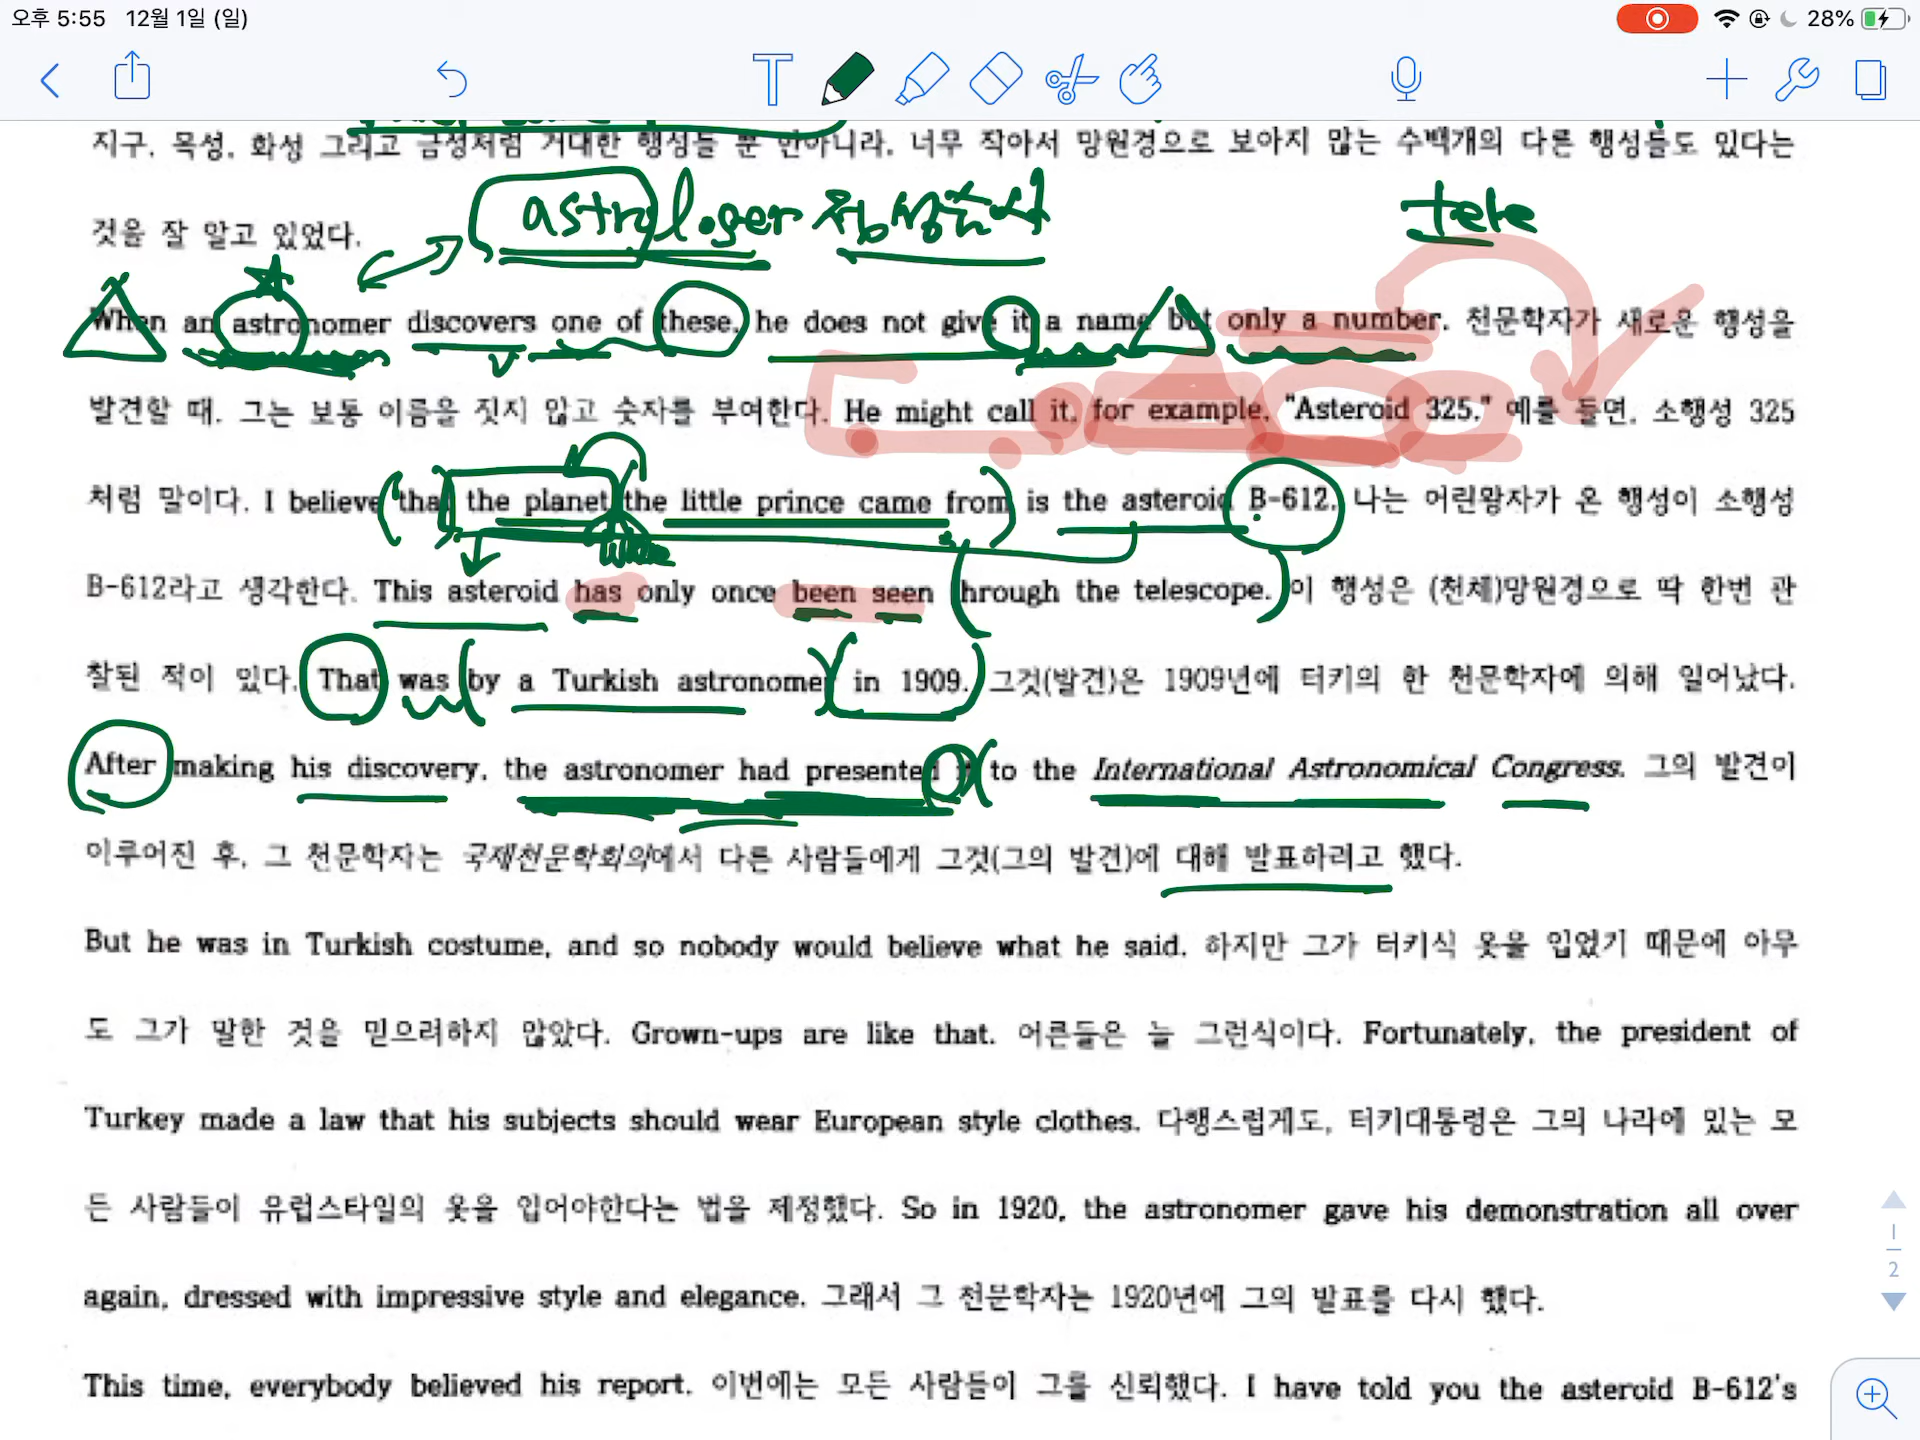 오후 5:55 12월 1일 (일) 28%
지구, 목성, 화성 그리고 금성처럼 거대한 행성들 뿐 만아니라, 너무 작아서 망원경으로 보아지 않는 수백개의 다른 행성들도 있다는
astrologer 점성술사 tele
것을 잘 알고 있었다.
When an astronomer discovers one of these, he does not give it a name but only a number. 천문학자가 새로운 행성을
발견할 때, 그는 보통 이름을 짓지 않고 숫자를 부여한다. He might call it, for example, "Asteroid 325." 예를 들면, 소행성 325
처럼 말이다. I believe that the planet the little prince came from is the asteroid B-612. 나는 어린왕자가 온 행성이 소행성
B-612라고 생각한다. This asteroid has only once been seen through the telescope. 이 행성은 (천체)망원경으로 딱 한번 관
찰된 적이 있다. That was by a Turkish astronomer in 1909. 그것(발견)은 1909년에 터키의 한 천문학자에 의해 일어났다.
After making his discovery, the astronomer had presented it to the International Astronomical Congress. 그의 발견이
이루어진 후, 그 천문학자는 국제천문학회의에서 다른 사람들에게 그것(그의 발견)에 대해 발표하려고 했다.
But he was in Turkish costume, and so nobody would believe what he said. 하지만 그가 터키식 옷을 입었기 때문에 아무
도 그가 말한 것을 믿으려하지 않았다. Grown-ups are like that. 어른들은 늘 그런식이다. Fortunately, the president of
Turkey made a law that his subjects should wear European style clothes. 다행스럽게도, 터키대통령은 그의 나라에 있는 모
든 사람들이 유럽스타일의 옷을 입어야한다는 법을 제정했다. So in 1920, the astronomer gave his demonstration all over
again, dressed with impressive style and elegance. 그래서 그 천문학자는 1920년에 그의 발표를 다시 했다.
This time, everybody believed his report. 이번에는 모든 사람들이 그를 신뢰했다. I have told you the asteroid B-612's
1
2